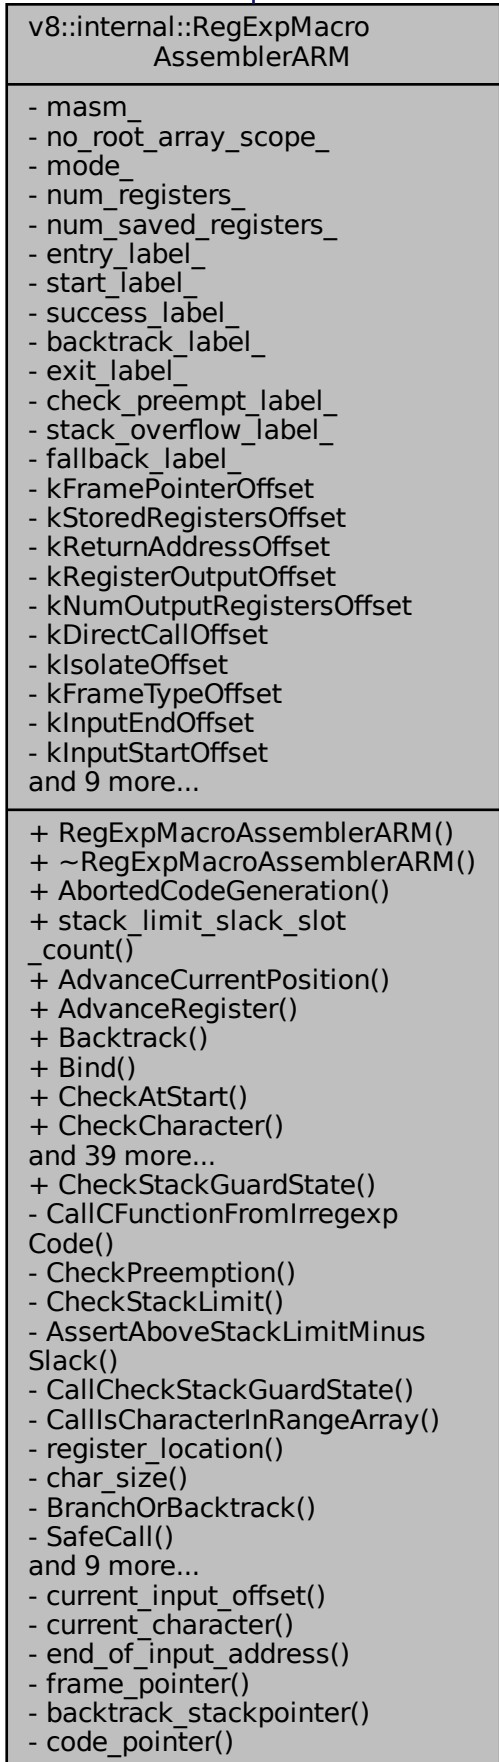 v8::internal::RegExpMacro
AssemblerARM
- masm_
- no_root_array_scope_
- mode_
- num_registers_
- num_saved_registers_
- entry_label_
- start_label_
- success_label_
- backtrack_label_
- exit_label_
- check_preempt_label_
- stack_overflow_label_
- fallback_label_
- kFramePointerOffset
- kStoredRegistersOffset
- kReturnAddressOffset
- kRegisterOutputOffset
- kNumOutputRegistersOffset
- kDirectCallOffset
- kIsolateOffset
- kFrameTypeOffset
- kInputEndOffset
- kInputStartOffset
and 9 more...
+ RegExpMacroAssemblerARM()
+ ~RegExpMacroAssemblerARM()
+ AbortedCodeGeneration()
+ stack_limit_slack_slot
_count()
+ AdvanceCurrentPosition()
+ AdvanceRegister()
+ Backtrack()
+ Bind()
+ CheckAtStart()
+ CheckCharacter()
and 39 more...
+ CheckStackGuardState()
- CallCFunctionFromIrregexp
Code()
- CheckPreemption()
- CheckStackLimit()
- AssertAboveStackLimitMinus
Slack()
- CallCheckStackGuardState()
- CallIsCharacterInRangeArray()
- register_location()
- char_size()
- BranchOrBacktrack()
- SafeCall()
and 9 more...
- current_input_offset()
- current_character()
- end_of_input_address()
- frame_pointer()
- backtrack_stackpointer()
- code_pointer()